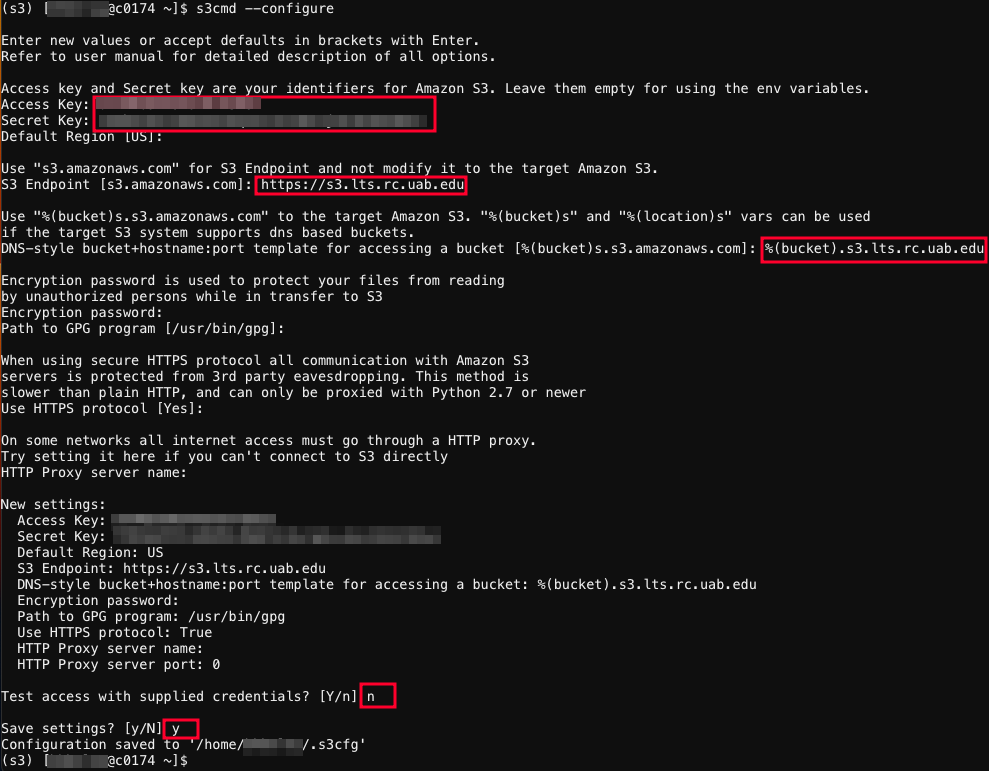 (s3) [@c0174 ~]$ s3cmd --configure
Enter new values or accept defaults in brackets with Enter.
Refer to user manual for detailed description of all options.
Access key and Secret key are your identifiers for Amazon S3. Leave them empty for using the env variables.
Access Key:
Secret Key:
Default Region [US]:
Use "s3.amazonaws.com" for S3 Endpoint and not modify it to the target Amazon S3.
S3 Endpoint [s3.amazonaws.com]: https://s3.lts.rc.uab.edu
Use "%(bucket)s.s3.amazonaws.com" to the target Amazon S3. "%(bucket)s" and "%(location)s" vars can be used
if the target S3 system supports dns based buckets.
DNS-style bucket+hostname:port template for accessing a bucket [%(bucket)s.s3.amazonaws.com]: %(bucket).s3.lts.rc.uab.edu
Encryption password is used to protect your files from reading
by unauthorized persons while in transfer to S3
Encryption password:
Path to GPG program [/usr/bin/gpg]:
When using secure HTTPS protocol all communication with Amazon S3
servers is protected from 3rd party eavesdropping. This method is
slower than plain HTTP, and can only be proxied with Python 2.7 or newer
Use HTTPS protocol [Yes]:
On some networks all internet access must go through a HTTP proxy.
Try setting it here if you can't connect to S3 directly
HTTP Proxy server name:
New settings:
Access Key:
Secret Key:
Default Region: US
S3 Endpoint: https://s3.lts.rc.uab.edu
DNS-style bucket+hostname:port template for accessing a bucket: %(bucket).s3.lts.rc.uab.edu
Encryption password:
Path to GPG program: /usr/bin/gpg
Use HTTPS protocol: True
HTTP Proxy server name:
HTTP Proxy server port: 0
Test access with supplied credentials? [Y/n] n
Save settings? [y/N] y
Configuration saved to '/home//.s3cfg'
(s3) [@c0174 ~]$